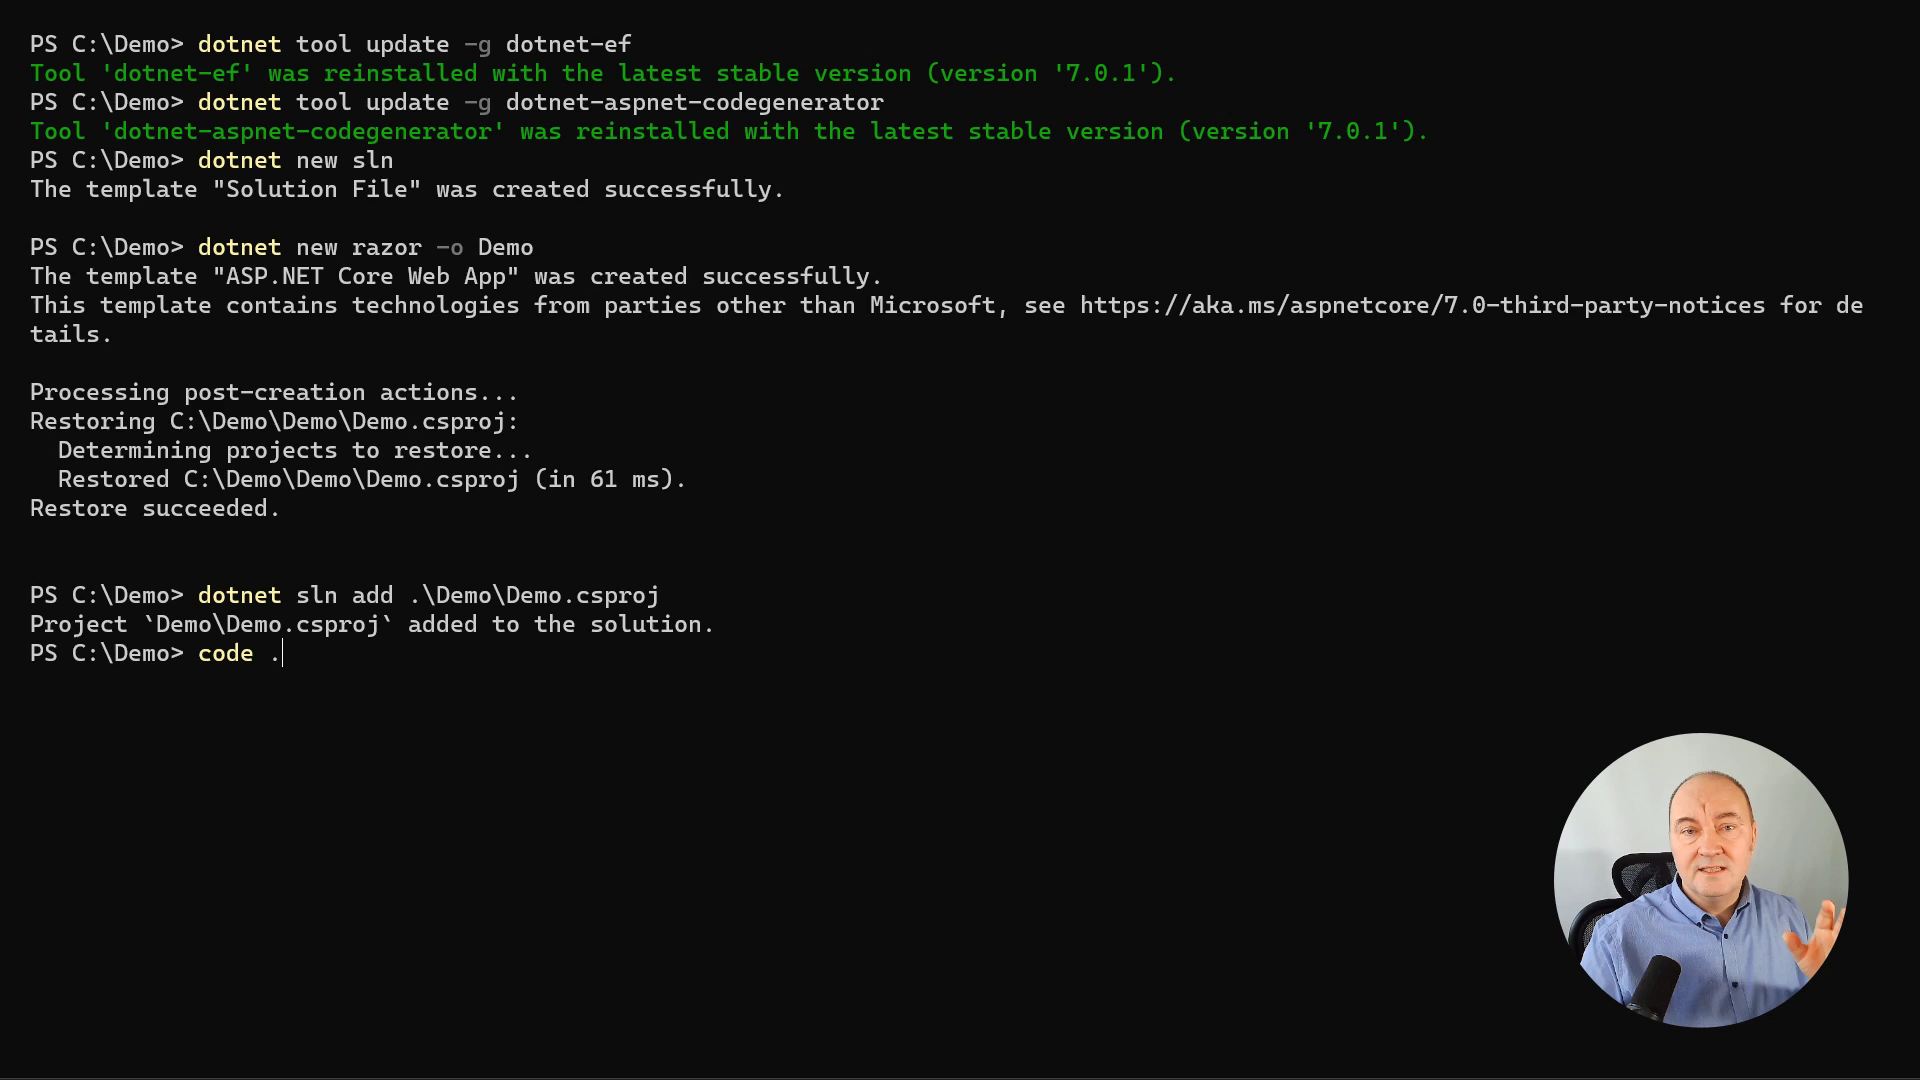 PS C:\Demo> dotnet tool update -g dotnet-ef
Tool 'dotnet-ef' was reinstalled with the latest stable version (version '7.0.1').
PS C:\Demo> dotnet tool update -g dotnet-aspnet-codegenerator
Tool 'dotnet-aspnet-codegenerator' was reinstalled with the latest stable version (version '7.0.1').
PS C:\Demo> dotnet new sln
The template "Solution File" was created successfully.
PS C:\Demo> dotnet new razor -o Demo
The template "ASP.NET Core Web App" was created successfully.
This template contains technologies from parties other than Microsoft, see https://aka.ms/aspnetcore/7.0-third-party-notices for de
tails.
Processing post-creation actions...
Restoring C:\Demo\Demo\Demo.csproj:
  Determining projects to restore...
  Restored C:\Demo\Demo\Demo.csproj (in 61 ms).
Restore succeeded.
PS C:\Demo> dotnet sln add .\Demo\Demo.csproj
Project `Demo\Demo.csproj` added to the solution.
PS C:\Demo> code .